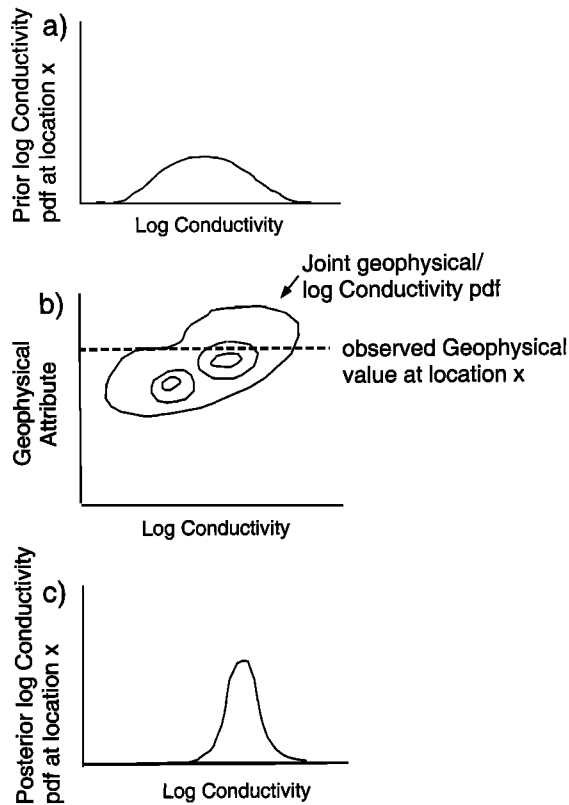 a)
Prior log Conductivity
pdf at location x
Log Conductivity
Joint geophysical/
log Conductivity pdf
b)
observed Geophysical
value at location x
Geophysical
Attribute
Log Conductivity
c)
Posterior log Conductivity
pdf at location x
Log Conductivity